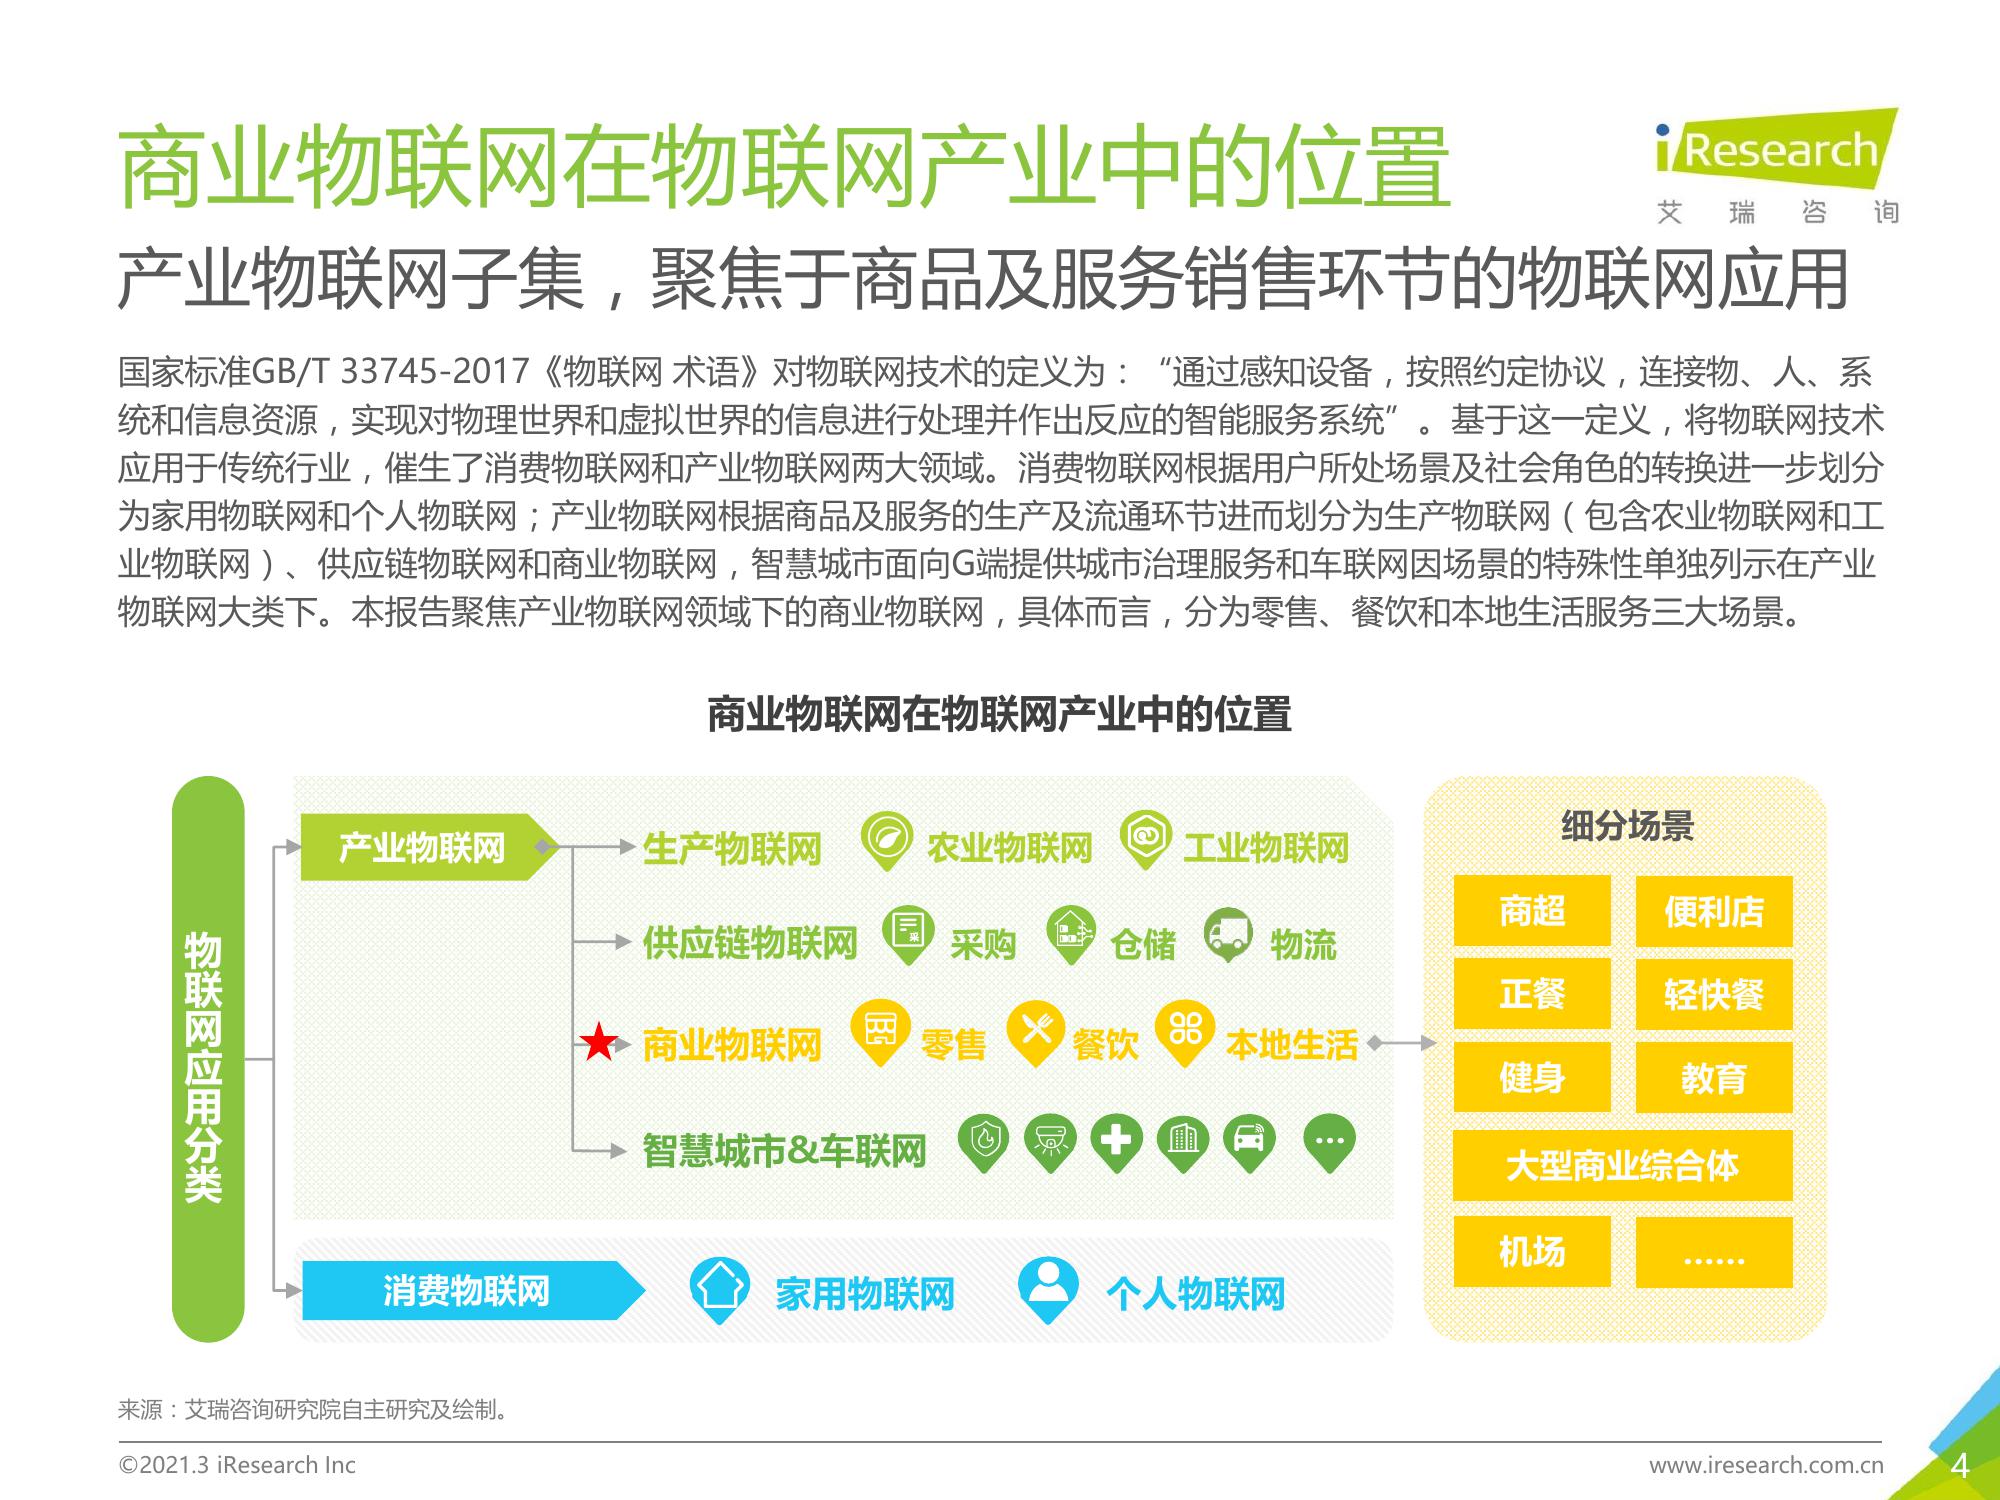 商业物联网在物联网产业中的位置
iResearch
艾瑞咨询
产业物联网子集，聚焦于商品及服务销售环节的物联网应用
国家标准GB/T 33745-2017《物联网 术语》对物联网技术的定义为：“通过感知设备，按照约定协议，连接物、人、系
统和信息资源，实现对物理世界和虚拟世界的信息进行处理并作出反应的智能服务系统”。基于这一定义，将物联网技术
应用于传统行业，催生了消费物联网和产业物联网两大领域。消费物联网根据用户所处场景及社会角色的转换进一步划分
为家用物联网和个人物联网；产业物联网根据商品及服务的生产及流通环节进而划分为生产物联网（包含农业物联网和工
业物联网）、供应链物联网和商业物联网，智慧城市面向G端提供城市治理服务和车联网因场景的特殊性单独列示在产业
物联网大类下。本报告聚焦产业物联网领域下的商业物联网，具体而言，分为零售、餐饮和本地生活服务三大场景。
商业物联网在物联网产业中的位置
物联网应用分类
产业物联网
生产物联网 农业物联网 工业物联网
供应链物联网 采 采购 仓储 物流
商业物联网 零售 餐饮 本地生活
智慧城市&车联网 ...
消费物联网 家用物联网 个人物联网
细分场景
商超 便利店
正餐 轻快餐
健身 教育
大型商业综合体
机场 ……
来源：艾瑞咨询研究院自主研究及绘制。
©2021.3 iResearch Inc www.iresearch.com.cn 4